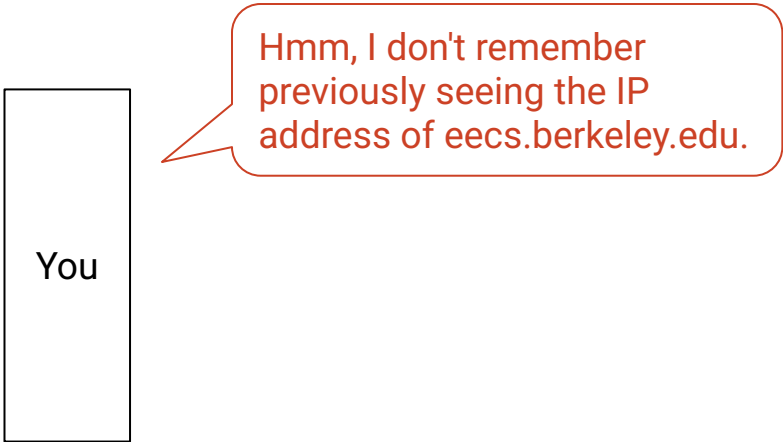 Hmm, I don't remember
previously seeing the IP
address of eecs.berkeley.edu.
You